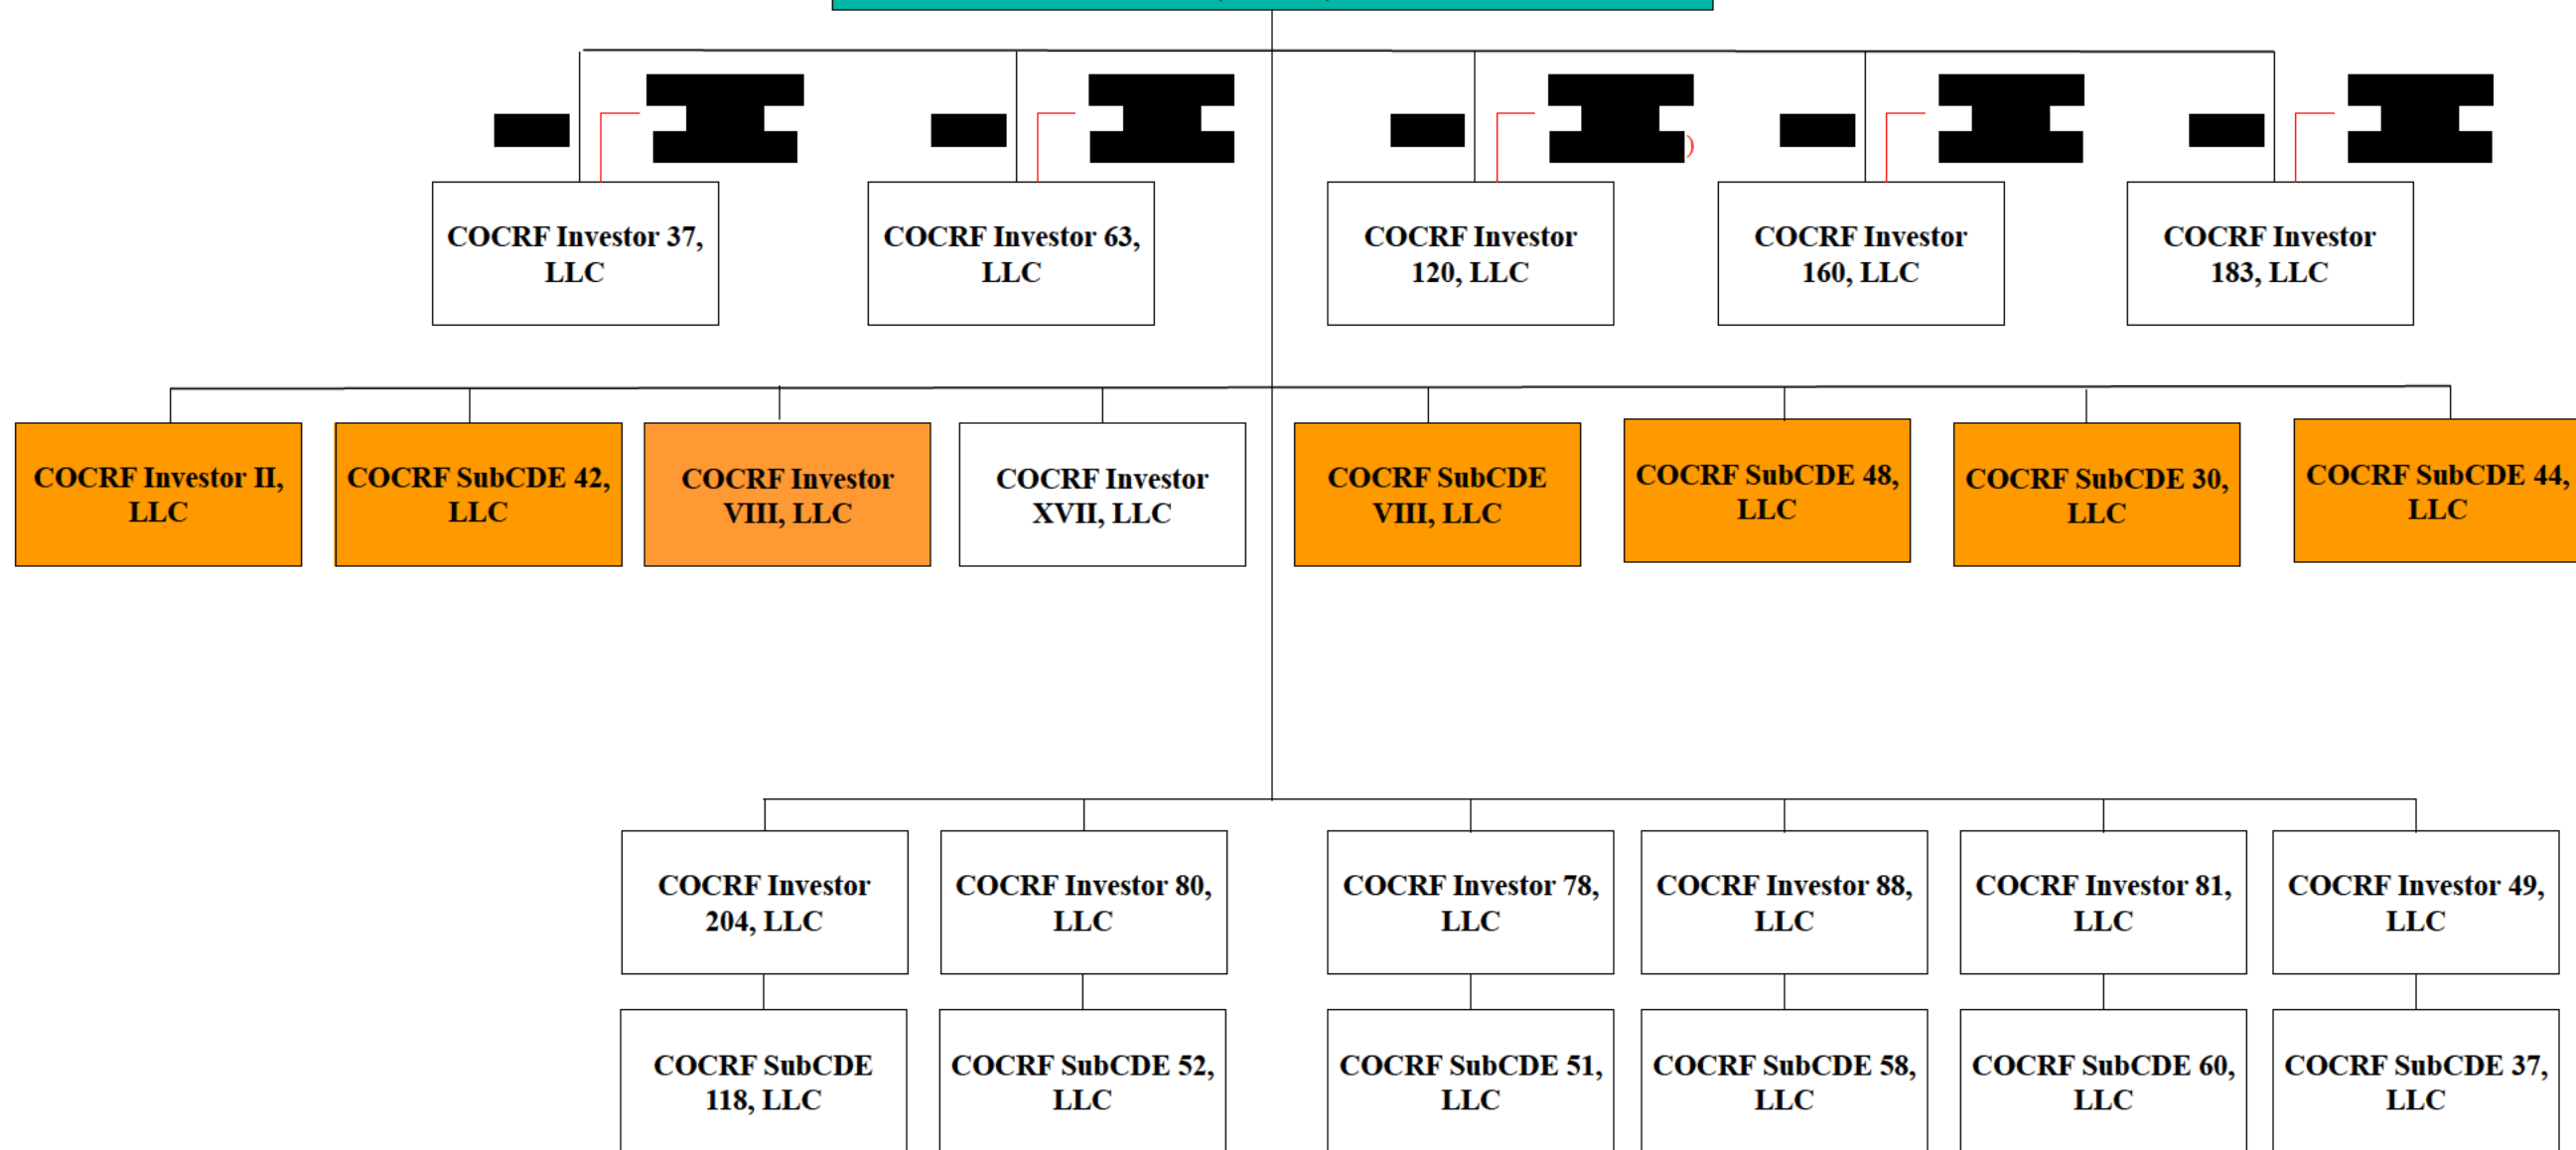 )
COCRF Investor 37,
LLC
COCRF Investor 63,
LLC
COCRF Investor
120, LLC
COCRF Investor
160, LLC
COCRF Investor
183, LLC
COCRF Investor II,
LLC
COCRF SubCDE 42,
LLC
COCRF Investor
VIII, LLC
COCRF Investor
XVII, LLC
COCRF SubCDE
VIII, LLC
COCRF SubCDE 48,
LLC
COCRF SubCDE 30,
LLC
COCRF SubCDE 44,
LLC
COCRF Investor
204, LLC
COCRF Investor 80,
LLC
COCRF Investor 78,
LLC
COCRF Investor 88,
LLC
COCRF Investor 81,
LLC
COCRF Investor 49,
LLC
COCRF SubCDE
118, LLC
COCRF SubCDE 52,
LLC
COCRF SubCDE 51,
LLC
COCRF SubCDE 58,
LLC
COCRF SubCDE 60,
LLC
COCRF SubCDE 37,
LLC